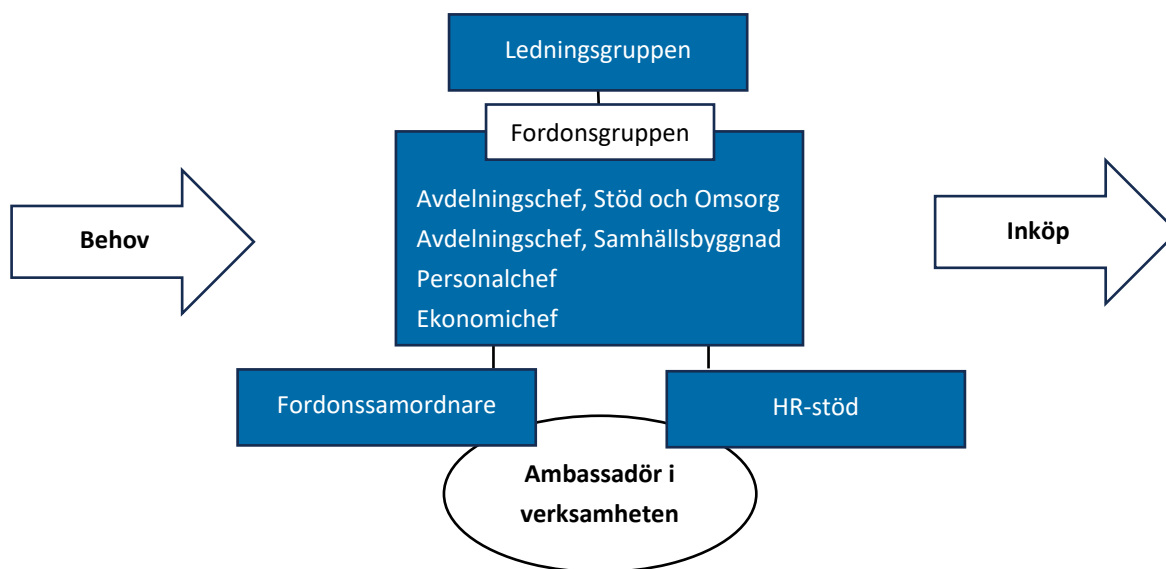 Ledningsgruppen
Fordonsgruppen
Avdelningschef, Stöd och Omsorg
Avdelningschef, Samhällsbyggnad
Personalchef
Ekonomichef
Behov
Inköp
Fordonssamordnare
HR-stöd
Ambassadör i
verksamheten